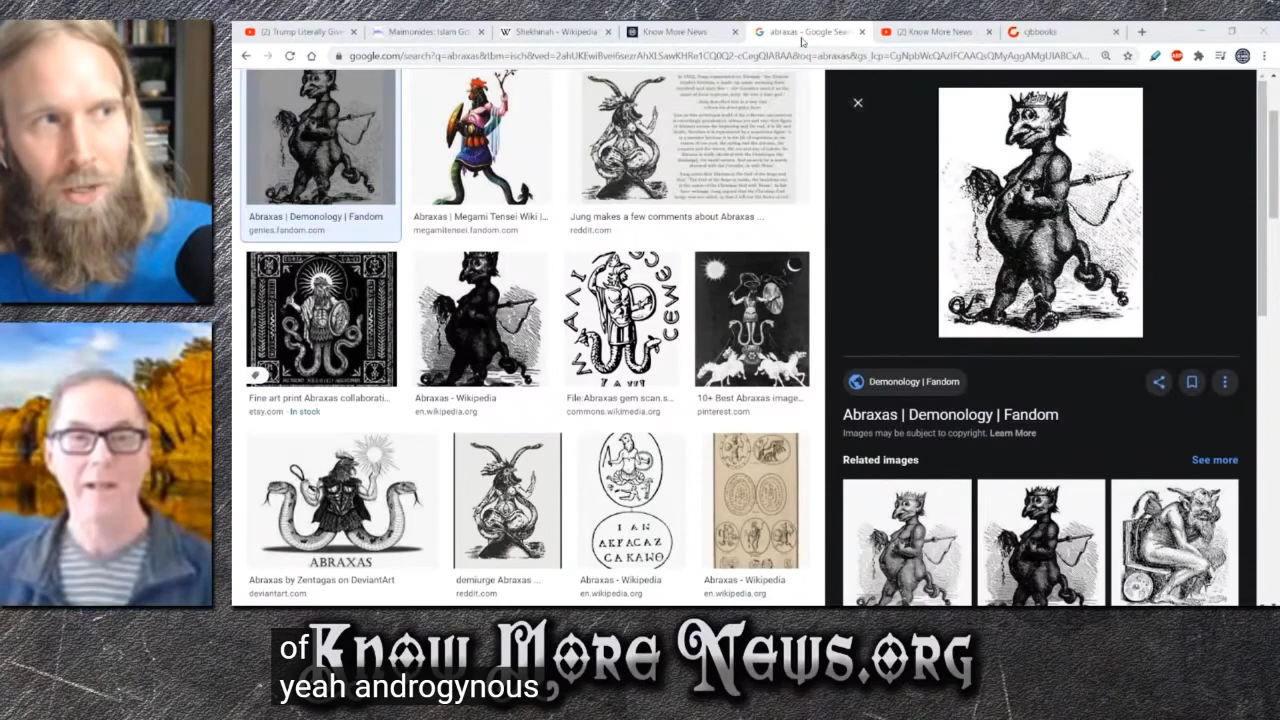 (2) Trump Literally Give
Maimonides: Islam Go
Shekhinah - Wikipedia
Know More News
abraxas - Google Sear
(2) Know More News
qbbooks
Abraxas | Demonology | Fandom
genies.fandom.com
Abraxas | Megami Tensei Wiki |...
megamitensei.fandom.com
Jung makes a few comments about Abraxas ...
reddit.com
Fine art print Abraxas collaborati...
etsy.com · In stock
Abraxas - Wikipedia
en.wikipedia.org
File:Abraxas gem scan.s...
commons.wikimedia.org
10+ Best Abraxas image...
pinterest.com
ABRAXAS
Abraxas by Zentagas on DeviantArt
deviantart.com
demiurge Abraxas ...
reddit.com
Abraxas - Wikipedia
en.wikipedia.org
Abraxas - Wikipedia
en.wikipedia.org
Demonology | Fandom
Abraxas | Demonology | Fandom
Images may be subject to copyright. Learn More
Related images
See more
Know More News.org
of
yeah androgynous